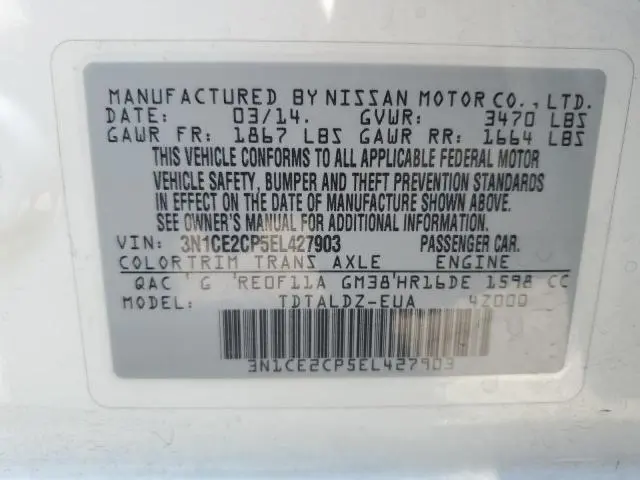 MANUFACTURED BY NISSAN MOTOR CO., LTD.
DATE: 03/14. GVWR: 3470 LBS
GAWR FR: 1867 LBS GAWR RR: 1664 LBS
THIS VEHICLE CONFORMS TO ALL APPLICABLE FEDERAL MOTOR
VEHICLE SAFETY, BUMPER AND THEFT PREVENTION STANDARDS
IN EFFECT ON THE DATE OF MANUFACTURE SHOWN ABOVE.
SEE OWNER'S MANUAL FOR ADDITIONAL INFORMATION.
VIN: 3N1CE2CP5EL427903 PASSENGER CAR.
COLOR TRIM TRANS AXLE ENGINE
QAC ' G 'RE0F11A GM38'HR16DE 1598 CC
MODEL: TDTALDZ-EUA 4Z000
3N1CE2CP5EL427903